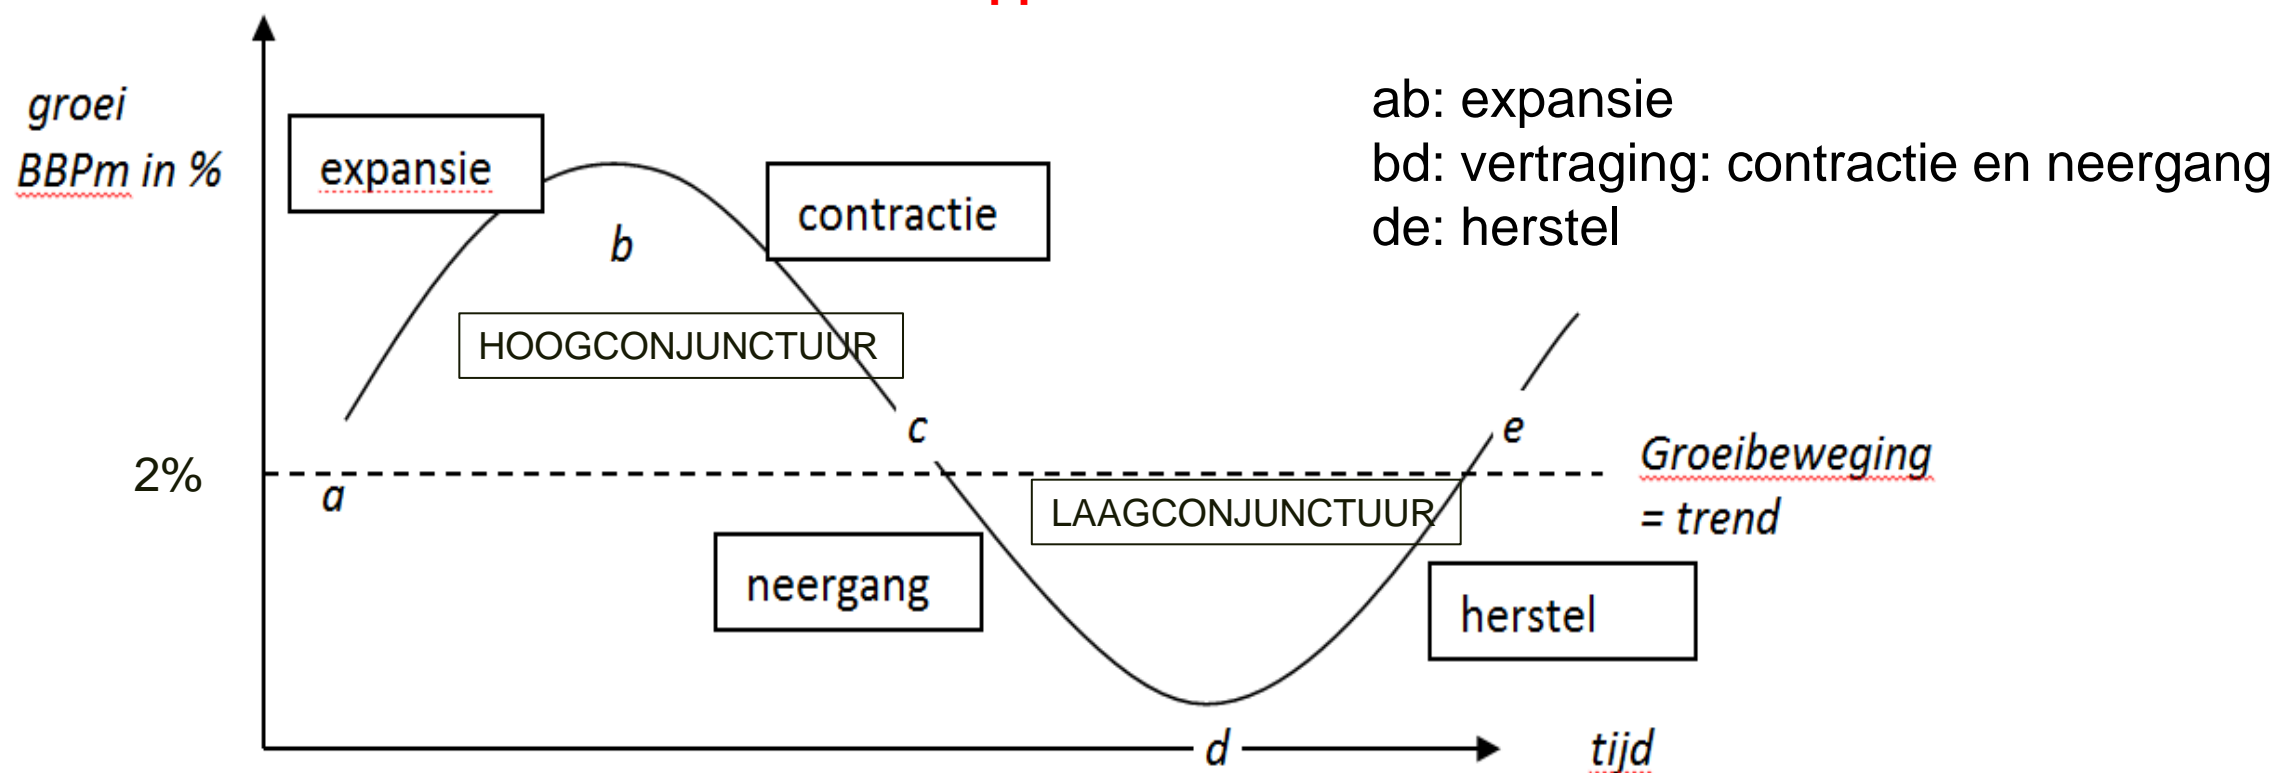 groei
BBPm in %
expansie
contractie
b
HOOGCONJUNCTUUR
ab: expansie
bd: vertraging: contractie en neergang
de: herstel
c
e
2%
a
Groeibeweging
= trend
LAAGCONJUNCTUUR
neergang
herstel
d
tijd